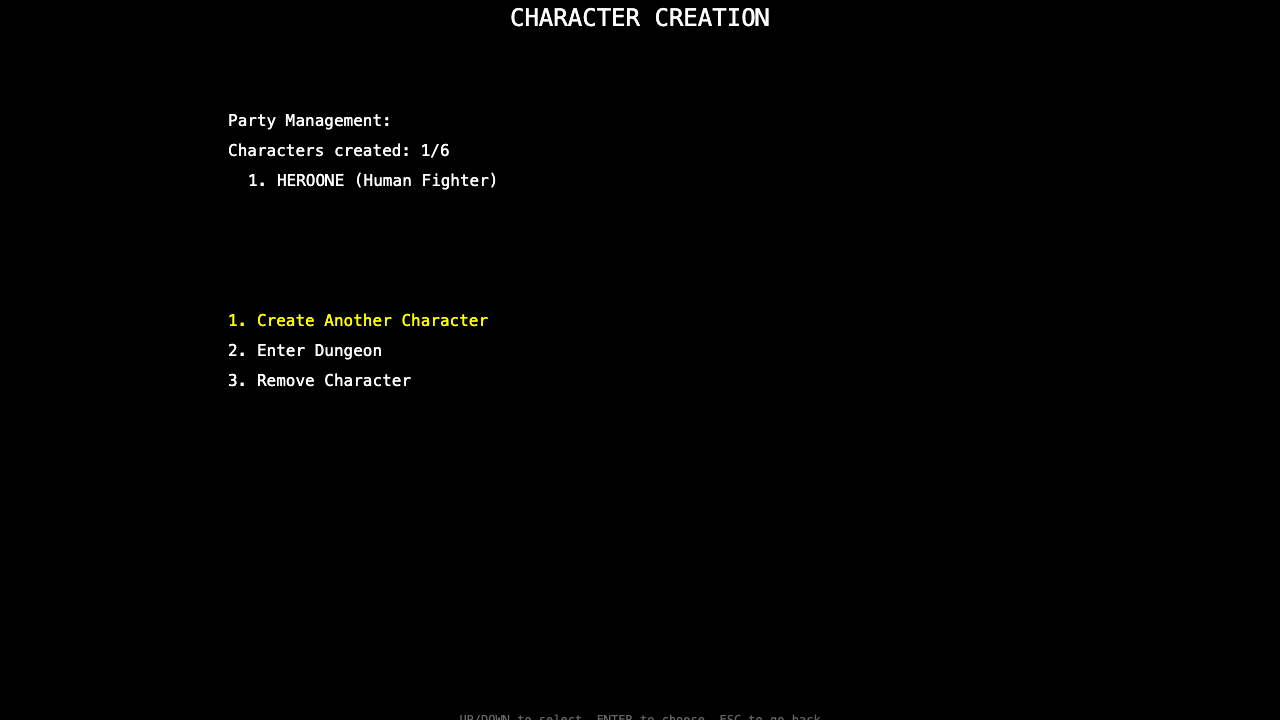 CHARACTER CREATION
Party Management:
Characters created: 1/6
1. HEROONE (Human Fighter)
1. Create Another Character
2. Enter Dungeon
3. Remove Character
UP/DOWN to select, ENTER to choose, ESC to go back